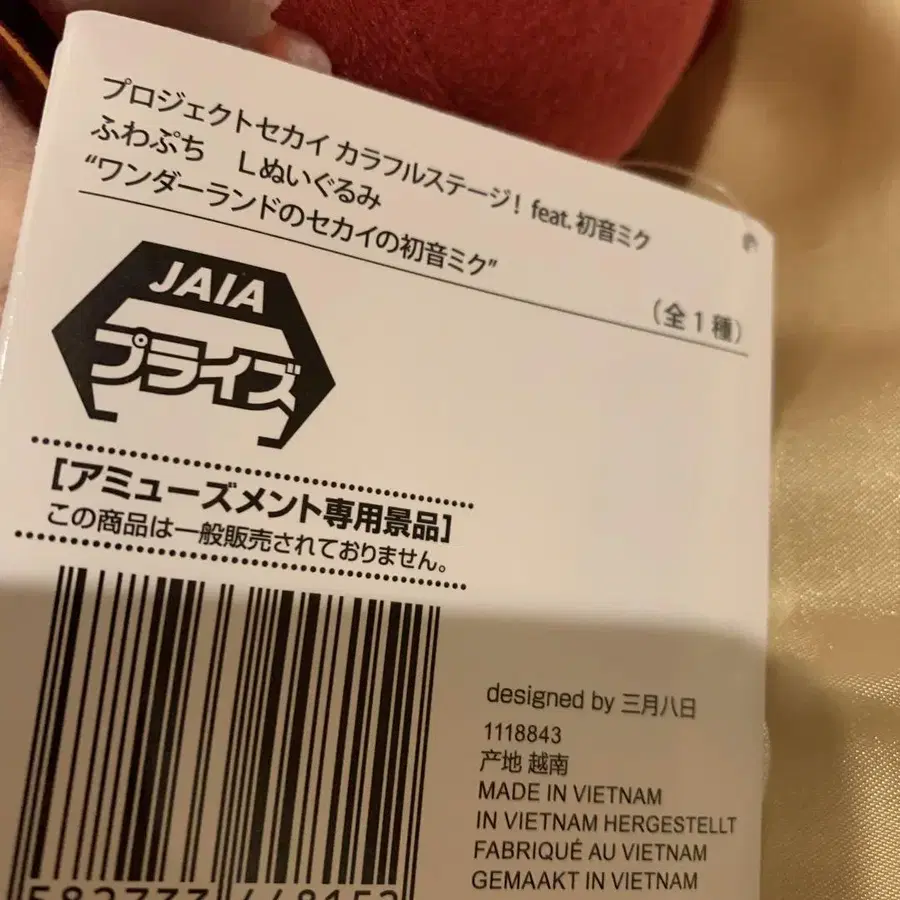 プロジェクトセカイ カラフルステージ! feat.初音ミク
ふわぷち Lぬいぐるみ
“ワンダーランドのセカイの初音ミク”
(全1種)
JAIA
プライズ
[アミューズメント専用景品]
この商品は一般販売されておりません。
designed by 三月八日
1118843
产地 越南
MADE IN VIETNAM
IN VIETNAM HERGESTELLT
FABRIQUÉ AU VIETNAM
GEMAAKT IN VIETNAM